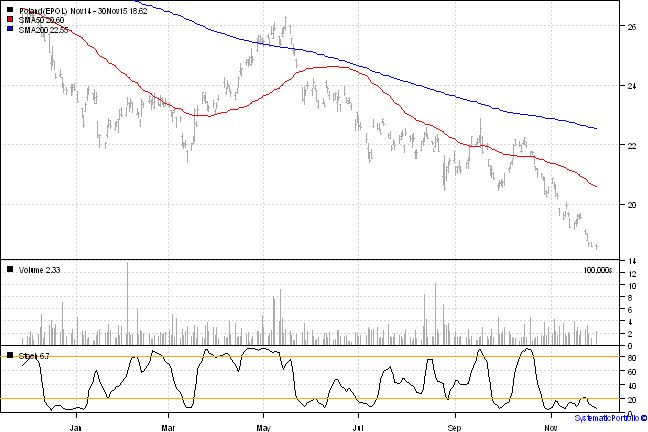 Poland(EPOL) Nov14 - 30Nov15 18.62
SMA50 20.60
SMA200 22.55
26
24
22
20
Volume 2.33
100,000s
14
12
10
8
6
4
2
0
Stoch 6.7
80
60
40
20
0
Jan Mar May Jul Sep Nov
SystematicPortfolio ©